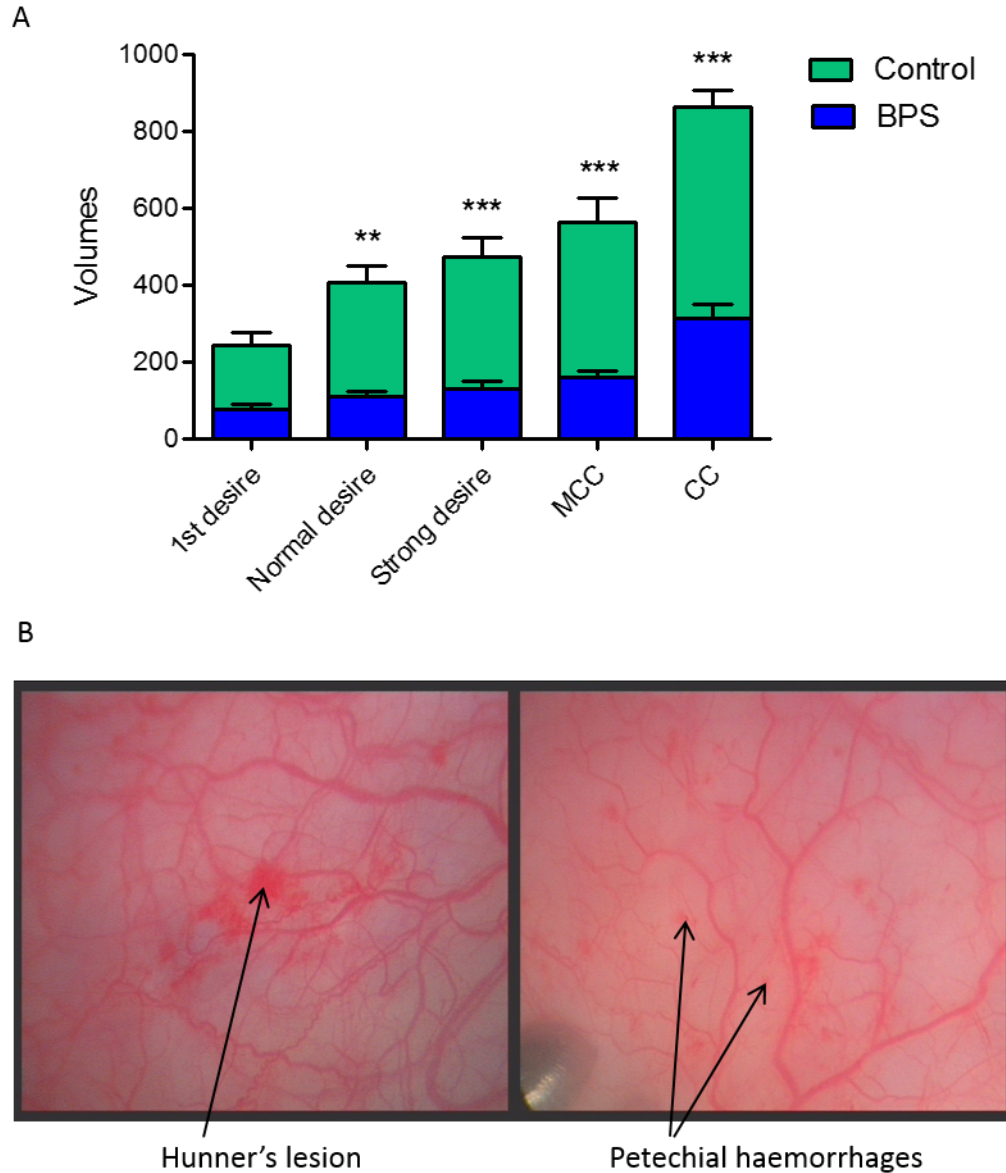 A
1000
800
600
400
200
0
Volumes
**
***
***
***
Control
BPS
1st desire
Normal desire
Strong desire
MCC
CC
B
Hunner’s lesion
Petechial haemorrhages